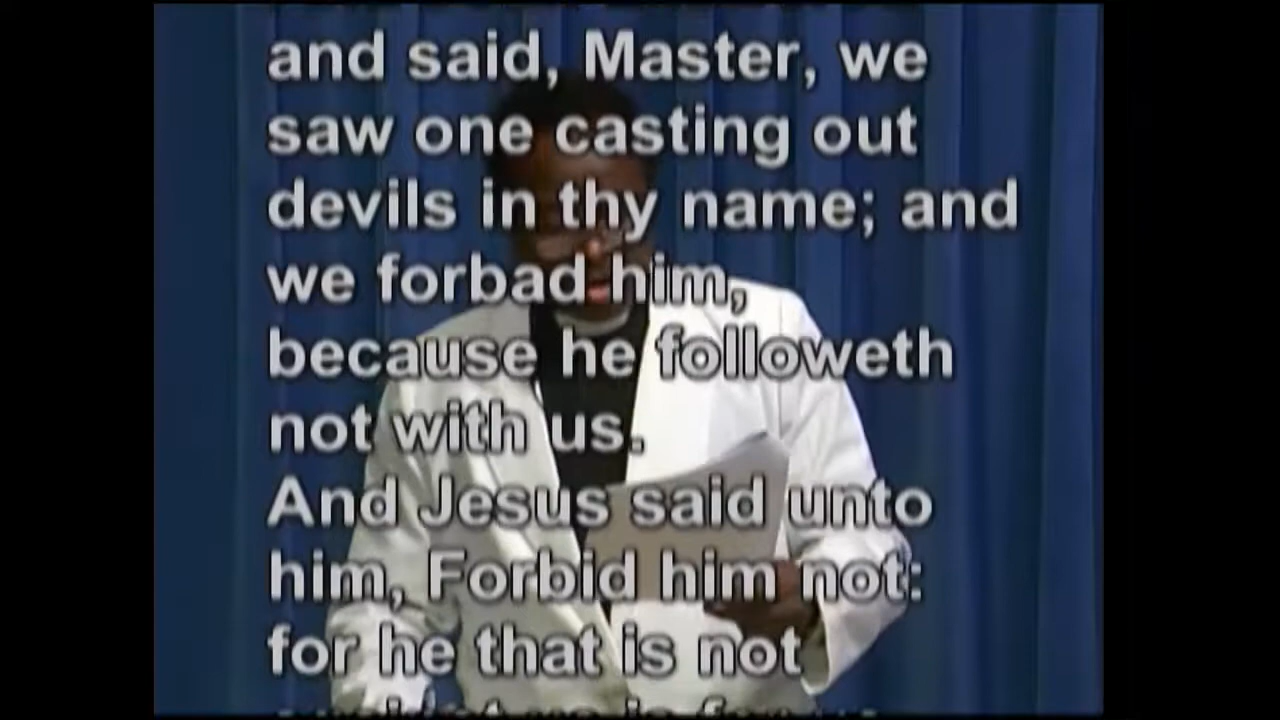 and said, Master, we
saw one casting out
devils in thy name; and
we forbad him,
because he followeth
not with us.
And Jesus said unto
him, Forbid him not:
for he that is not